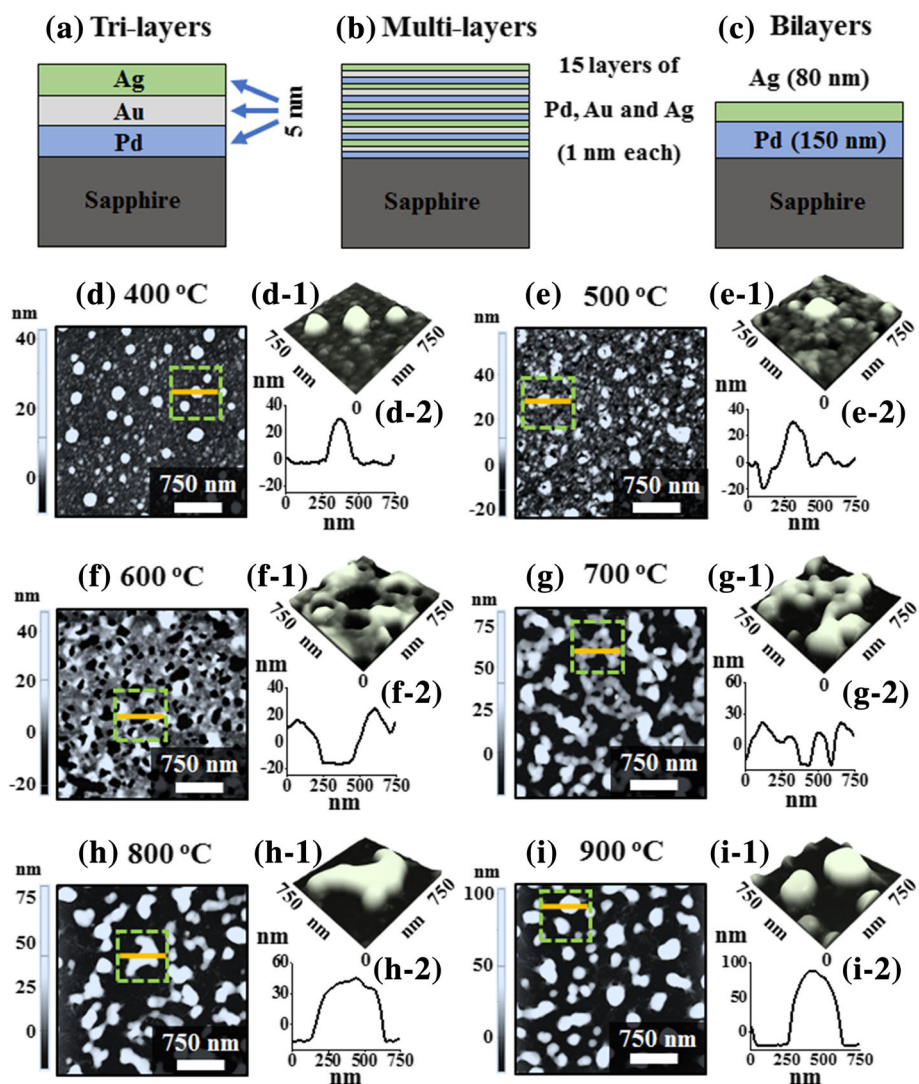 (a) Tri-layers
Ag
Au
Pd
5 nm
Sapphire
(b) Multi-layers
15 layers of
Pd, Au and Ag
(1 nm each)
Sapphire
(c) Bilayers
Ag (80 nm)
Pd (150 nm)
Sapphire
(d) 400 °C
nm
40
20
0
750 nm
(d-1)
750
nm
0
nm
750
(d-2)
nm
40
20
0
-20
0 250 500 750
nm
(e) 500 °C
nm
60
40
20
0
-20
750 nm
(e-1)
750
nm
0
nm
750
(e-2)
nm
40
20
0
-20
0 250 500 750
nm
(f) 600 °C
nm
40
20
0
-20
750 nm
(f-1)
750
nm
0
nm
750
(f-2)
nm
40
20
0
-20
0 250 500 750
nm
(g) 700 °C
nm
75
50
25
0
750 nm
(g-1)
750
nm
0
nm
750
(g-2)
nm
60
30
0
0 250 500 750
nm
(h) 800 °C
nm
75
50
25
0
750 nm
(h-1)
750
nm
0
nm
750
(h-2)
nm
60
30
0
0 250 500 750
nm
(i) 900 °C
nm
100
50
0
750 nm
(i-1)
750
nm
0
nm
750
(i-2)
nm
100
50
0
0 250 500 750
nm